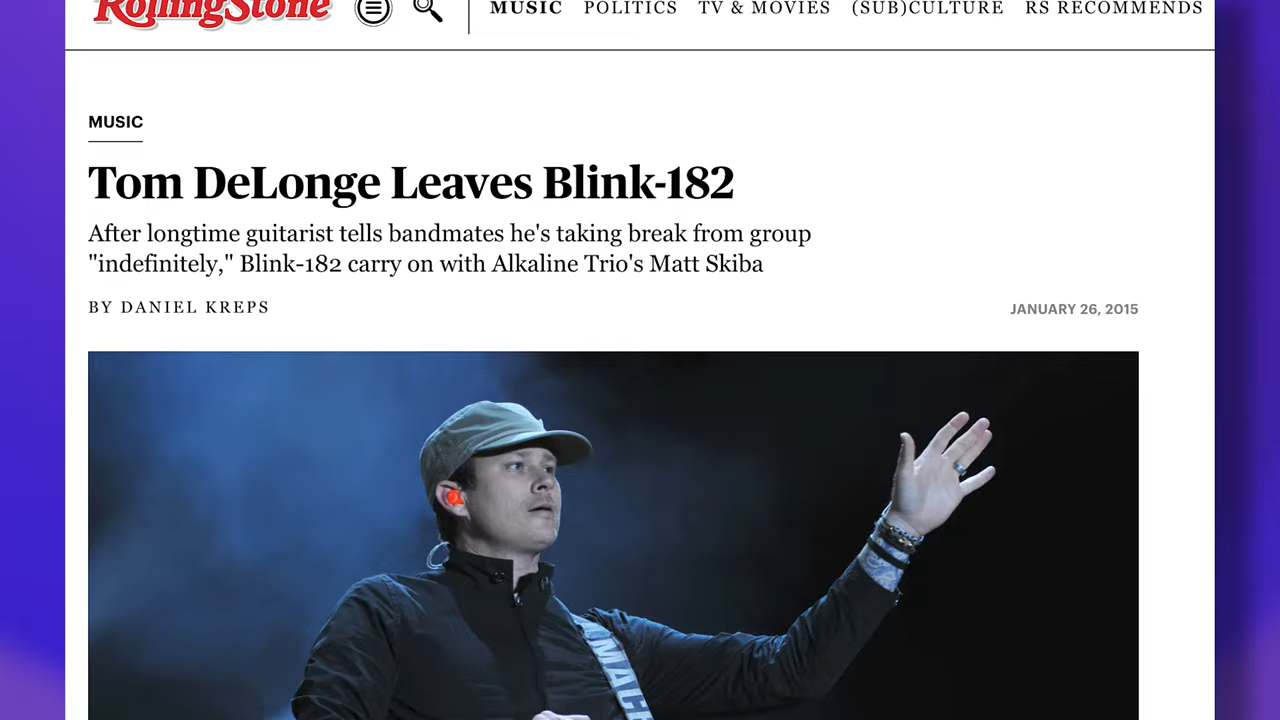 RollingStone MUSIC POLITICS TV & MOVIES (SUB)CULTURE RS RECOMMENDS
MUSIC
Tom DeLonge Leaves Blink-182
After longtime guitarist tells bandmates he's taking break from group
"indefinitely," Blink-182 carry on with Alkaline Trio's Matt Skiba
BY DANIEL KREPS
JANUARY 26, 2015